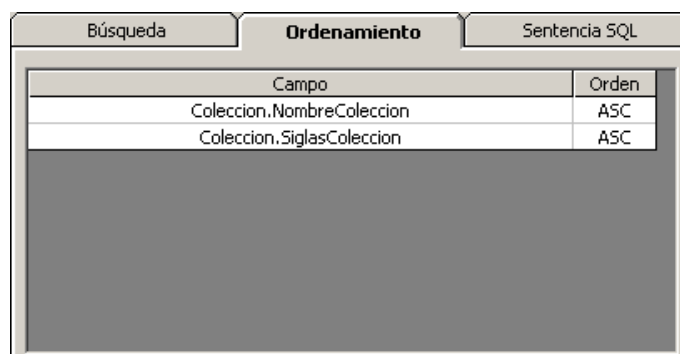 Búsqueda Ordenamiento Sentencia SQL
Campo Orden
Coleccion.NombreColeccion ASC
Coleccion.SiglasColeccion ASC